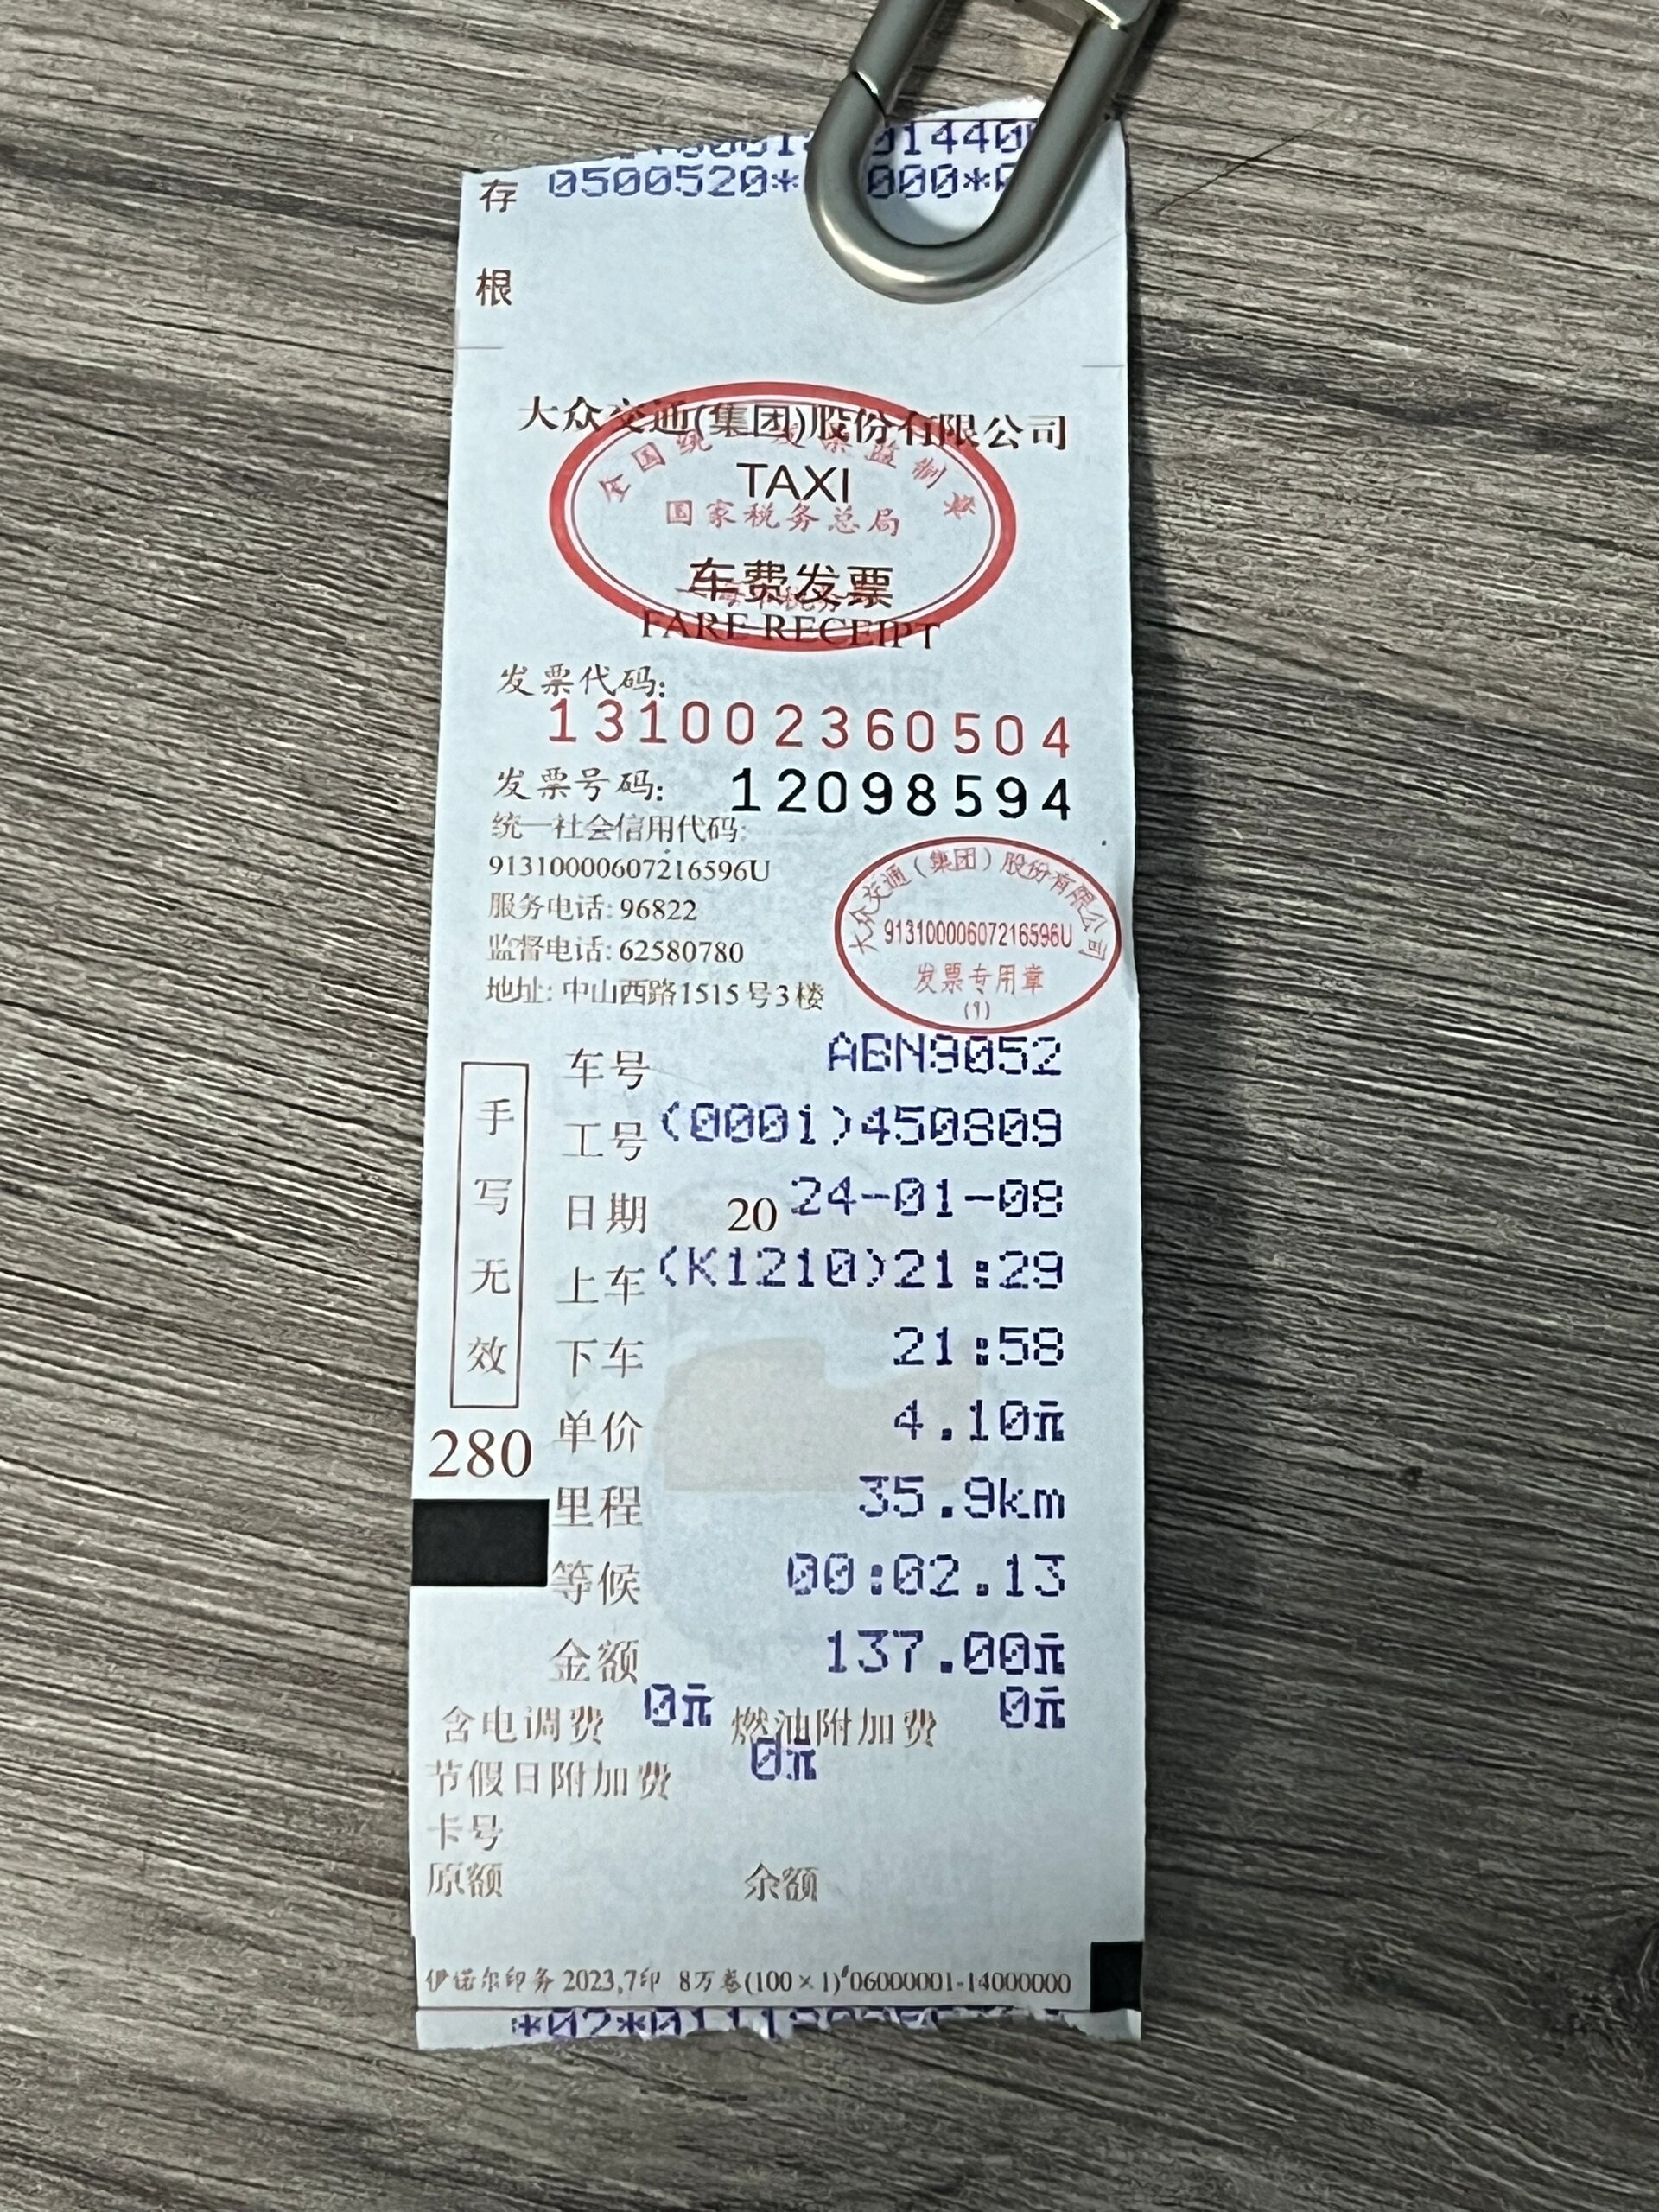 0500520*
000*
存
根
大众交通(集团)股份有限公司
全国统一发票监制章
TAXI
国家税务总局
车费发票
FARE RECEIPT
发票代码:
131002360504
发票号码: 12098594
统一社会信用代码:
91310000607216596U
服务电话: 96822
监督电话: 62580780
地址: 中山西路1515号3楼
大众交通(集团)股份有限公司
91310000607216596U
发票专用章
(9)
手写无效
车号 ABN9052
工号 (000i)450809
日期 20 24-01-08
上车 (K1210)21:29
下车 21:58
单价 4.10元
280
里程 35.9km
等候 00:02.13
金额 137.00元
含电调费 0元 燃油附加费 0元
节假日附加费 0元
卡号
原额 余额
伊诺尔印务 2023,7印 8万卷(100×1)#06000001-14000000